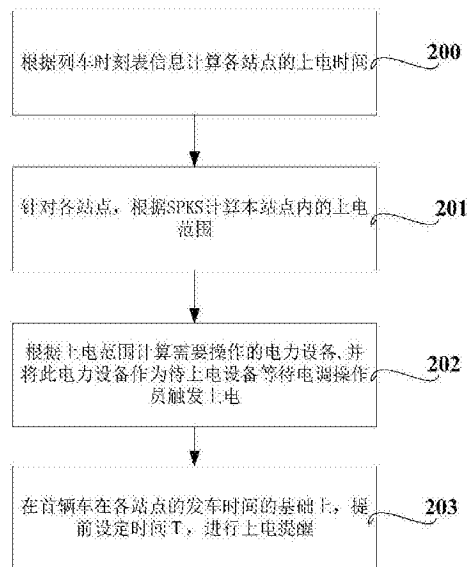 根据列车时刻表信息计算各站点的上电时间
200
针对各站点，根据SPKS计算本站点内的上电
范围
201
根据上电范围计算需要操作的电力设备,并
将此电力设备作为待上电设备等待电调操作
员触发上电
202
在首辆车在各站点的发车时间的基础上，提
前设定时间T，进行上电提醒
203